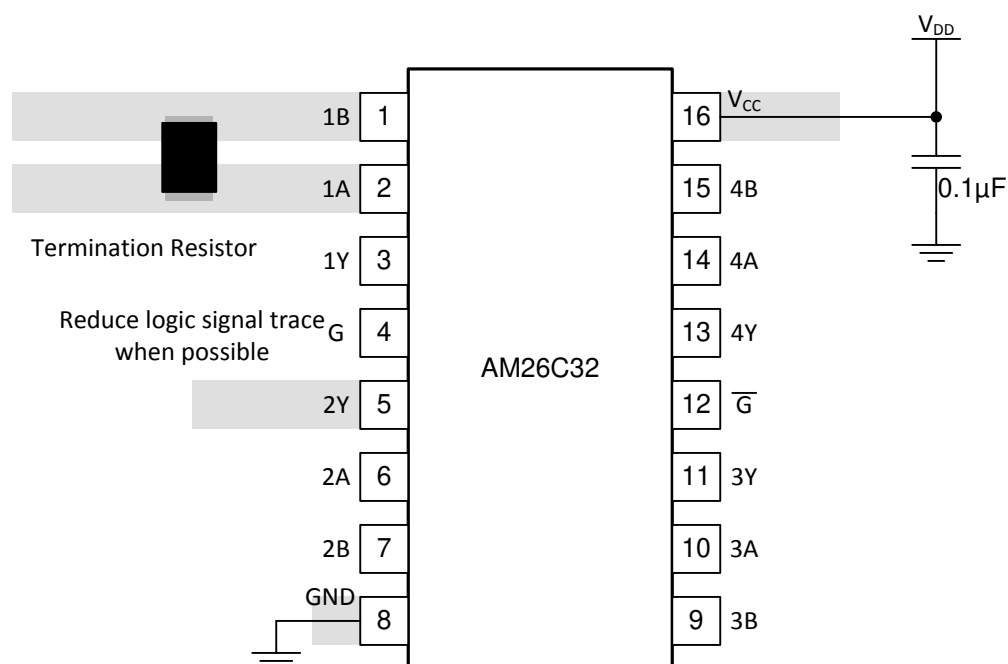 V_DD
1B 1 16 V_CC
1A 2 15 4B
0.1µF
Termination Resistor
1Y 3 14 4A
Reduce logic signal trace
when possible
G 4 13 4Y
AM26C32
2Y 5 12 G̅
2A 6 11 3Y
2B 7 10 3A
GND 8 9 3B